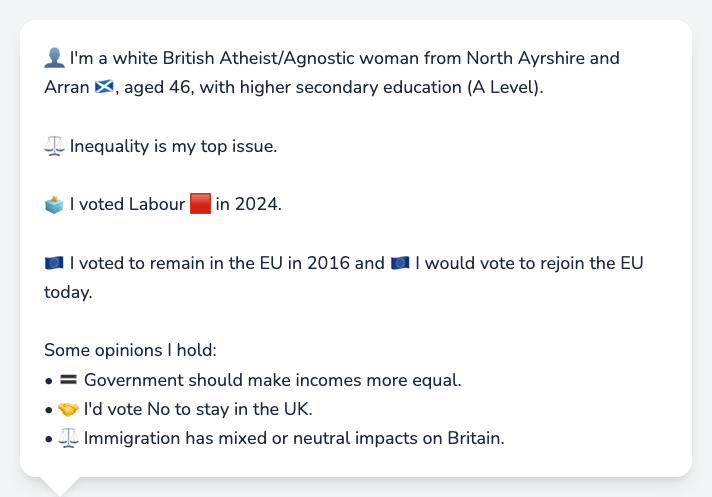 👤 I'm a white British Atheist/Agnostic woman from North Ayrshire and
Arran 🏴󠁧󠁢󠁳󠁣󠁴󠁿, aged 46, with higher secondary education (A Level).
⚖️ Inequality is my top issue.
🗳️ I voted Labour 🟥 in 2024.
🇪🇺 I voted to remain in the EU in 2016 and 🇪🇺 I would vote to rejoin the EU
today.
Some opinions I hold:
• 🟰 Government should make incomes more equal.
• 🤝 I'd vote No to stay in the UK.
• ⚖️ Immigration has mixed or neutral impacts on Britain.